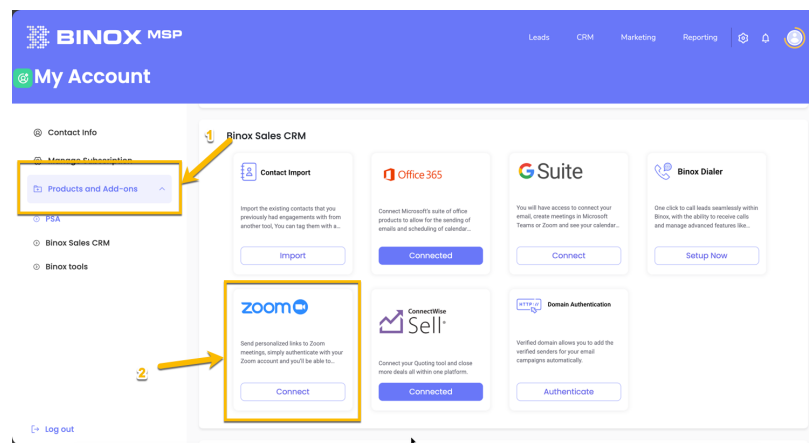 BINOX MSP
Leads CRM Marketing Reporting
My Account
Contact Info
Manage Subscription
Products and Add-ons
PSA
Binox Sales CRM
Binox tools
Log out
1
Binox Sales CRM
Contact Import
Import the existing contacts that you
previously had engagements with from
another tool, You can tag them with a...
Import
Office 365
Connect Microsoft's suite of office
products to allow for the sending of
emails and scheduling of calendar...
Connected
G Suite
You will have access to connect your
email, create meetings in Microsoft
Teams or Zoom and see your calendar...
Connect
Binox Dialer
One click to call leads seamlessly within
Binox, with the ability to receive calls
and manage advanced features like...
Setup Now
2
zoom
Send personalized links to Zoom
meetings, simply authenticate with your
Zoom account and you'll be able to...
Connect
ConnectWise
Sell
Connect your Quoting tool and close
more deals all within one platform.
Connected
HTTP://
Domain Authentication
Verified domain allows you to add the
verified senders for your email
campaigns automatically.
Authenticate